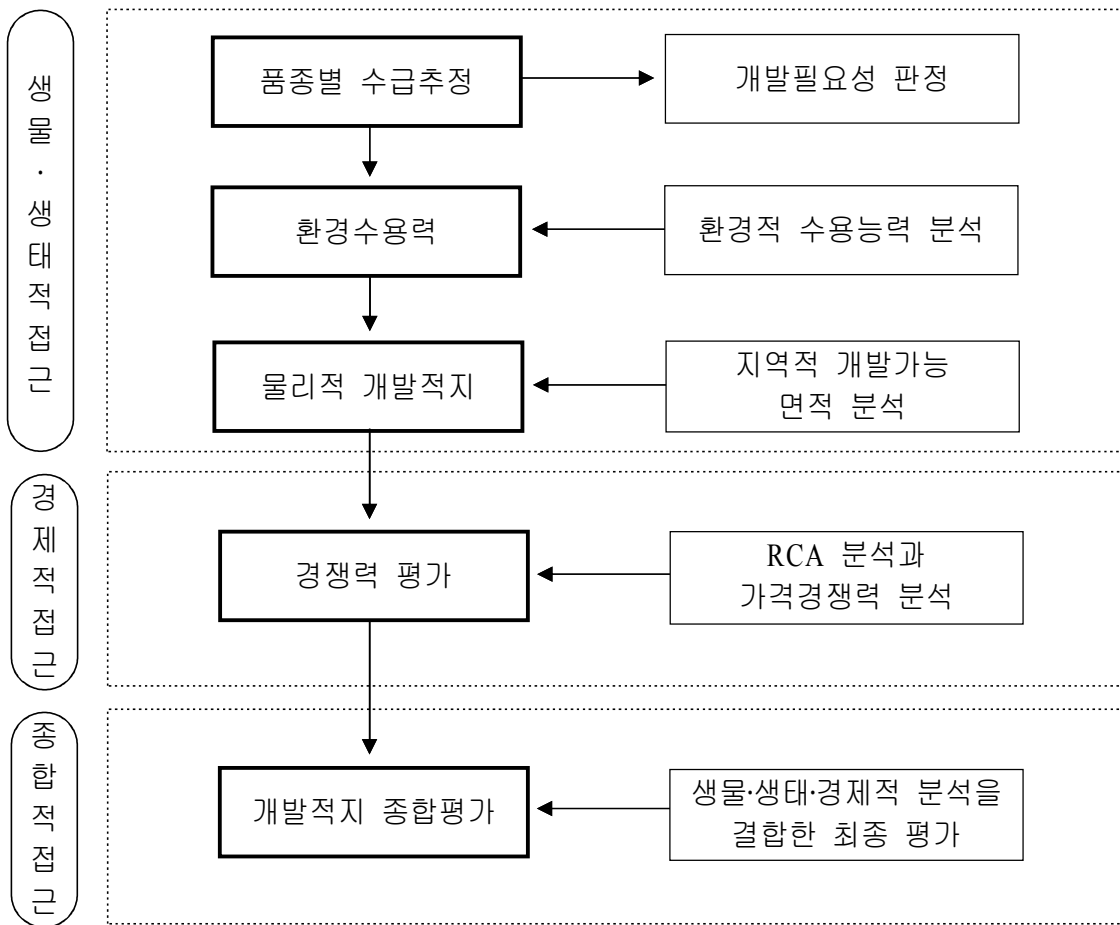 생물·생태적접근
품종별 수급추정
개발필요성 판정
환경수용력
환경적 수용능력 분석
물리적 개발적지
지역적 개발가능
면적 분석
경제적접근
경쟁력 평가
RCA 분석과
가격경쟁력 분석
종합적접근
개발적지 종합평가
생물·생태·경제적 분석을
결합한 최종 평가